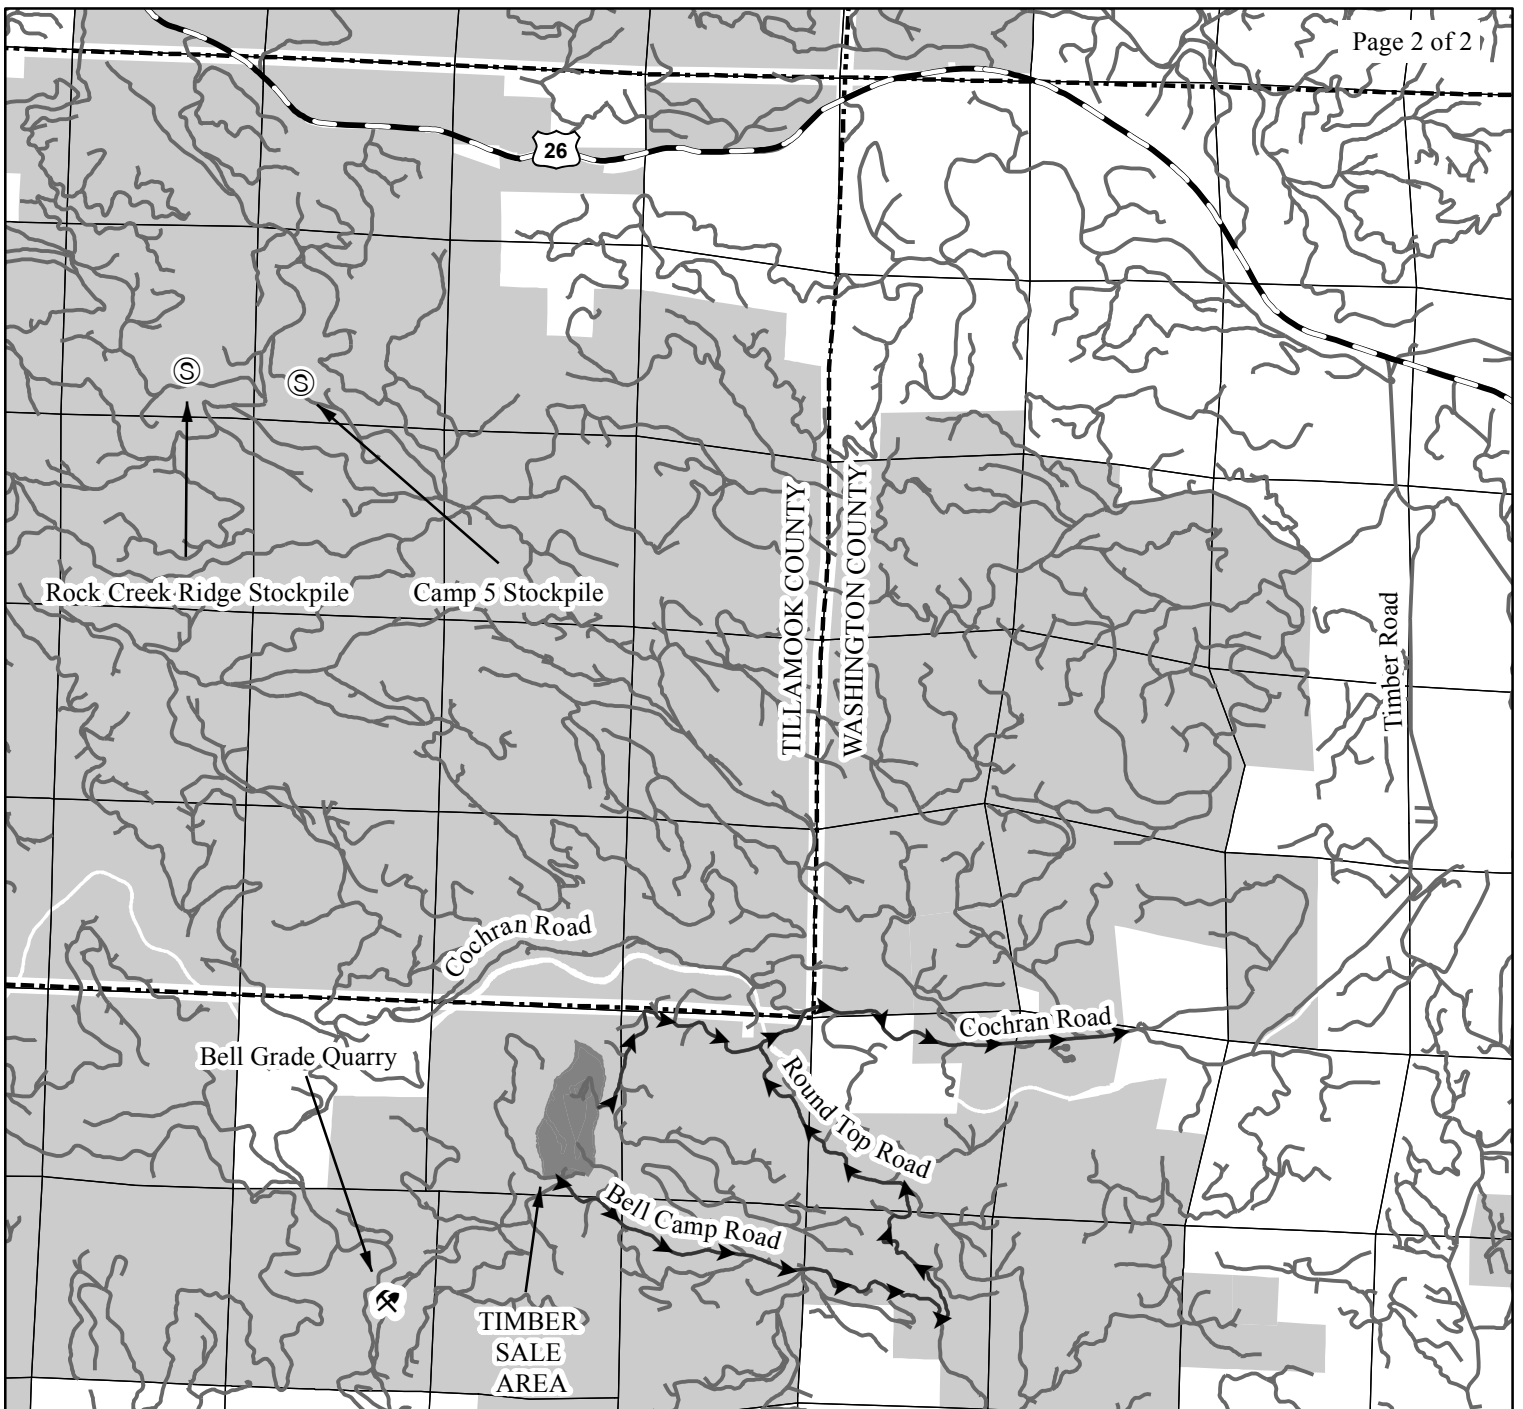 Page 2 of 2
26
S
S
Rock Creek Ridge Stockpile
Camp 5 Stockpile
TILLAMOOK COUNTY
WASHINGTON COUNTY
Timber Road
Cochran Road
Cochran Road
Bell Grade Quarry
Round Top Road
Bell Camp Road
TIMBER
SALE
AREA